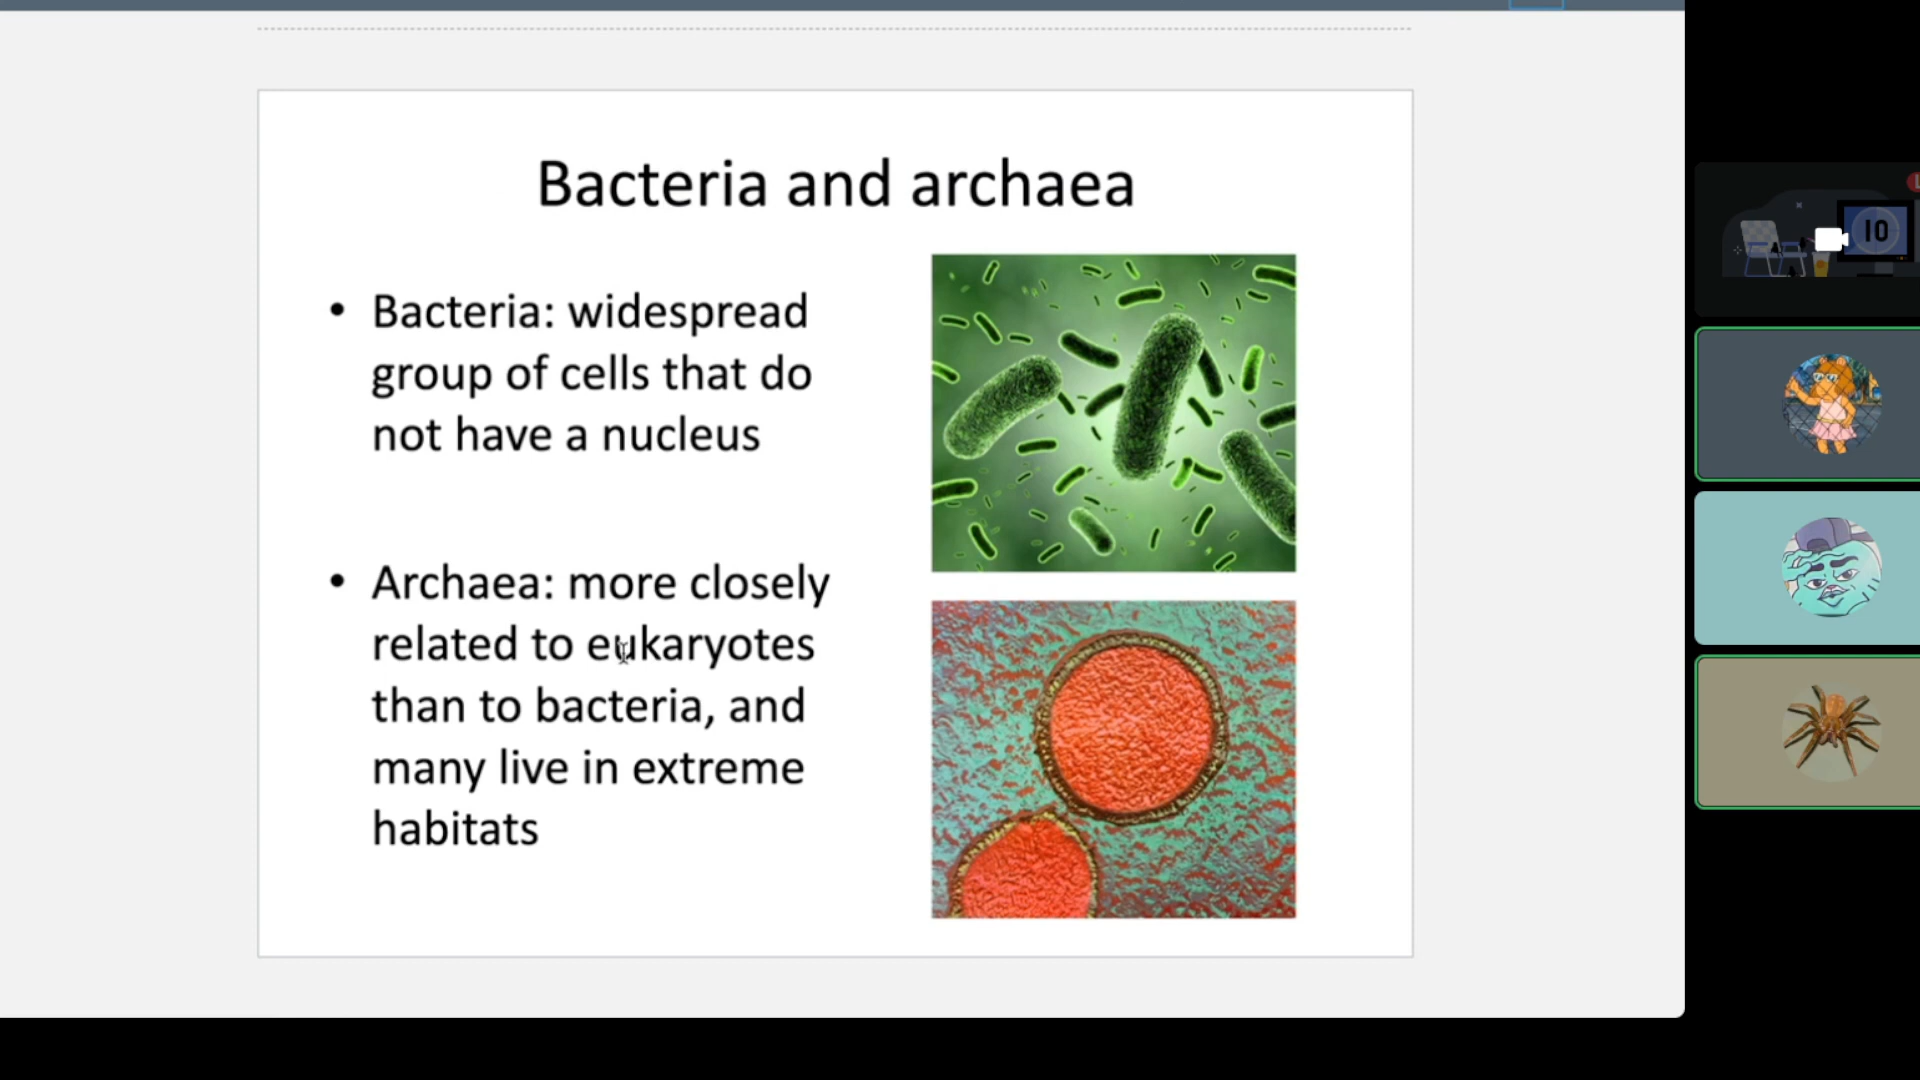 Bacteria and archaea
• Bacteria: widespread
group of cells that do
not have a nucleus
• Archaea: more closely
related to eukaryotes
than to bacteria, and
many live in extreme
habitats
10